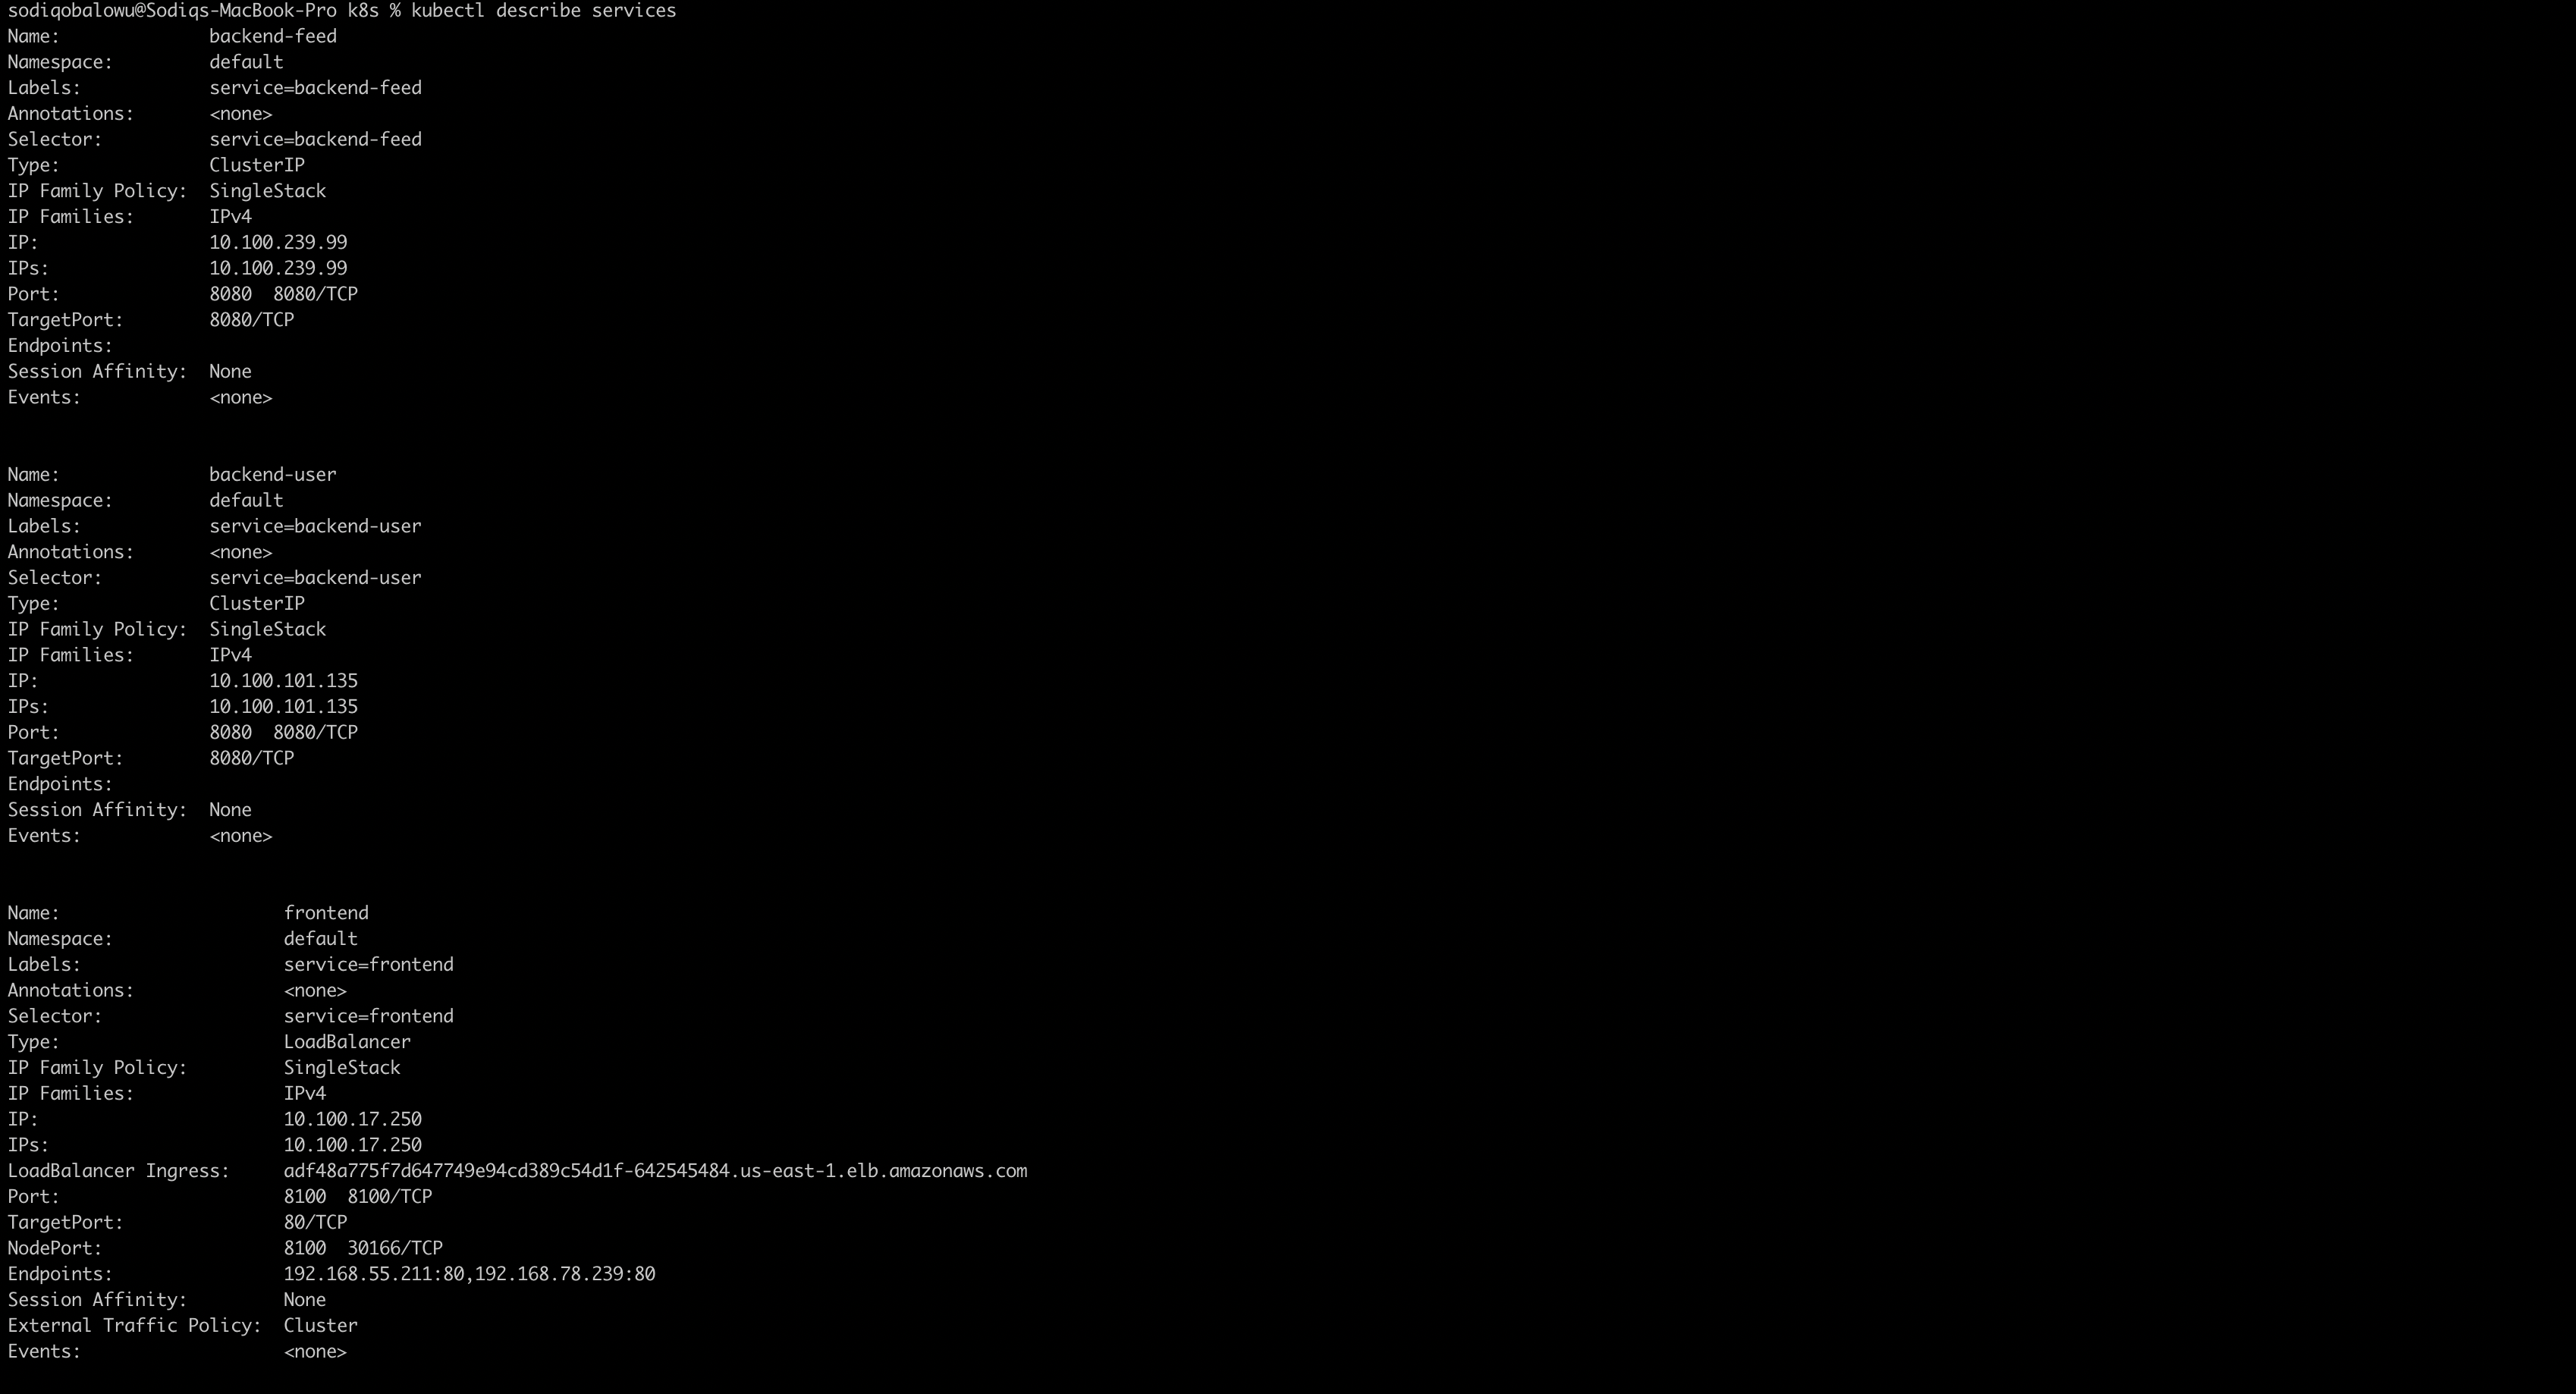 sodiqobalowu@Sodiqs-MacBook-Pro k8s % kubectl describe services
Name:              backend-feed
Namespace:         default
Labels:            service=backend-feed
Annotations:       <none>
Selector:          service=backend-feed
Type:              ClusterIP
IP Family Policy:  SingleStack
IP Families:       IPv4
IP:                10.100.239.99
IPs:               10.100.239.99
Port:              8080  8080/TCP
TargetPort:        8080/TCP
Endpoints:
Session Affinity:  None
Events:            <none>


Name:              backend-user
Namespace:         default
Labels:            service=backend-user
Annotations:       <none>
Selector:          service=backend-user
Type:              ClusterIP
IP Family Policy:  SingleStack
IP Families:       IPv4
IP:                10.100.101.135
IPs:               10.100.101.135
Port:              8080  8080/TCP
TargetPort:        8080/TCP
Endpoints:
Session Affinity:  None
Events:            <none>


Name:                     frontend
Namespace:                default
Labels:                   service=frontend
Annotations:              <none>
Selector:                 service=frontend
Type:                     LoadBalancer
IP Family Policy:         SingleStack
IP Families:              IPv4
IP:                       10.100.17.250
IPs:                      10.100.17.250
LoadBalancer Ingress:     adf48a775f7d647749e94cd389c54d1f-642545484.us-east-1.elb.amazonaws.com
Port:                     8100  8100/TCP
TargetPort:               80/TCP
NodePort:                 8100  30166/TCP
Endpoints:                192.168.55.211:80,192.168.78.239:80
Session Affinity:         None
External Traffic Policy:  Cluster
Events:                   <none>